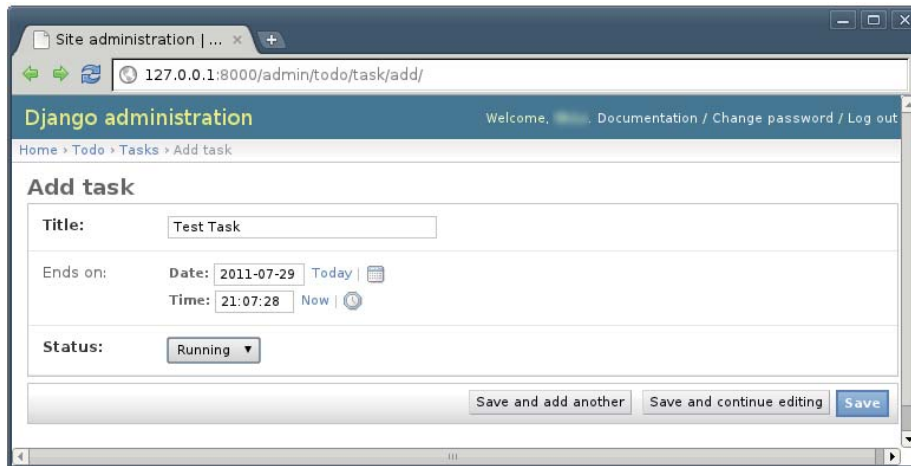 Site administration | ...
127.0.0.1:8000/admin/todo/task/add/
Django administration
Welcome, . Documentation / Change password / Log out
Home › Todo › Tasks › Add task
Add task
Title: Test Task
Ends on: Date: 2011-07-29 Today |
Time: 21:07:28 Now |
Status: Running
Save and add another Save and continue editing Save